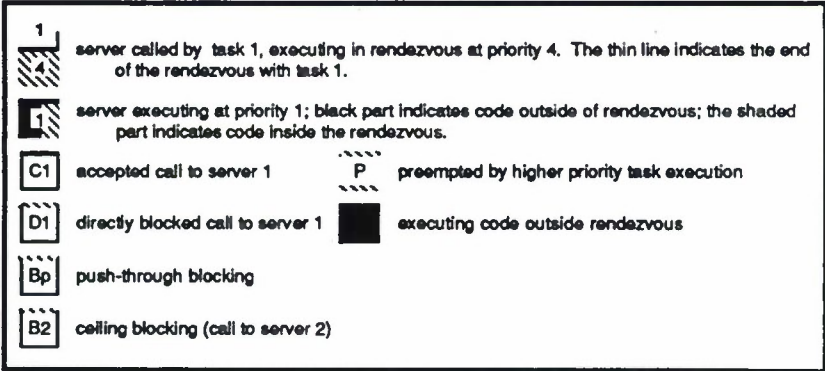 1
4 server called by task 1, executing in rendezvous at priority 4. The thin line indicates the end
of the rendezvous with task 1.
1 server executing at priority 1; black part indicates code outside of rendezvous; the shaded
part indicates code inside the rendezvous.
C1 accepted call to server 1 P preempted by higher priority task execution
D1 directly blocked call to server 1 executing code outside rendezvous
Bp push-through blocking
B2 ceiling blocking (call to server 2)